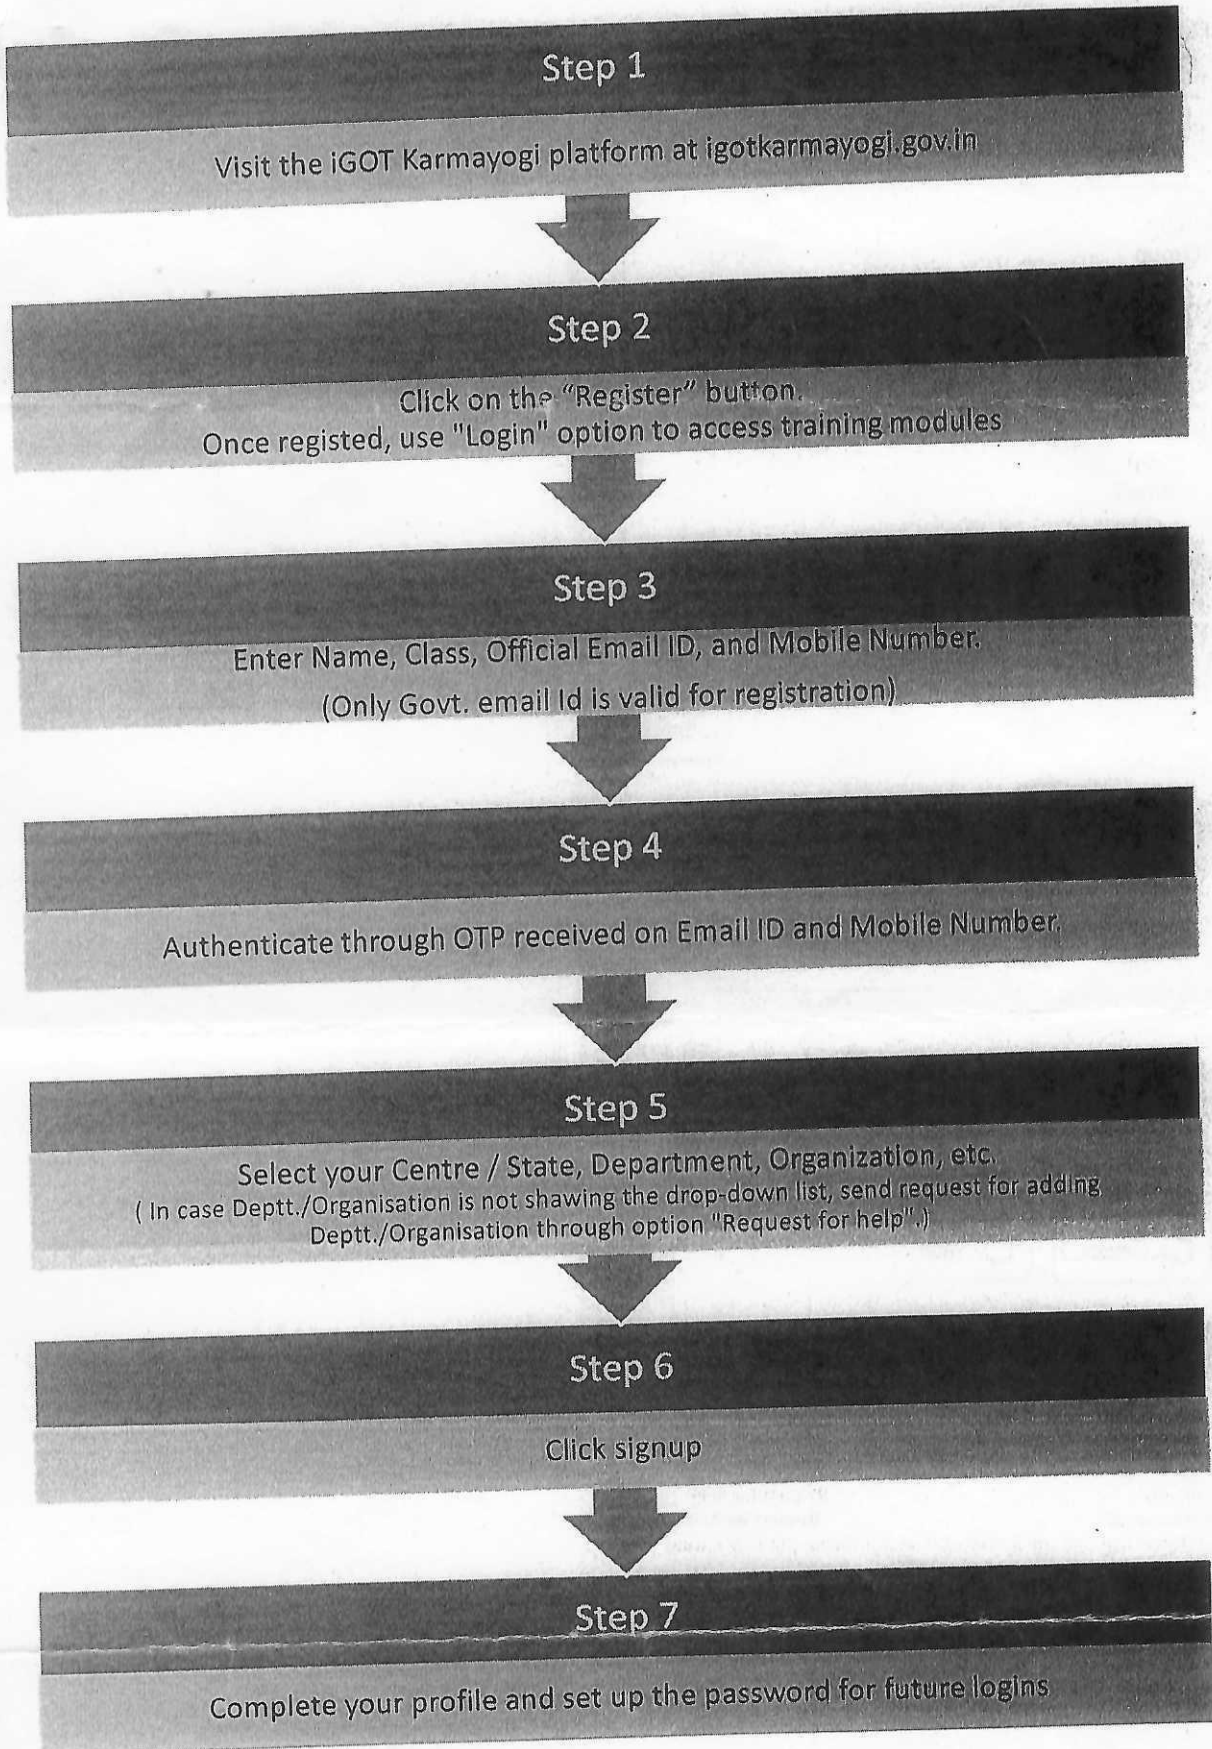 Step 1
Visit the iGOT Karmayogi platform at igotkarmayogi.gov.in
Step 2
Click on the “Register” button.
Once registed, use "Login" option to access training modules
Step 3
Enter Name, Class, Official Email ID, and Mobile Number.
(Only Govt. email Id is valid for registration)
Step 4
Authenticate through OTP received on Email ID and Mobile Number.
Step 5
Select your Centre / State, Department, Organization, etc.
( In case Deptt./Organisation is not shawing the drop-down list, send request for adding
Deptt./Organisation through option "Request for help".)
Step 6
Click signup
Step 7
Complete your profile and set up the password for future logins